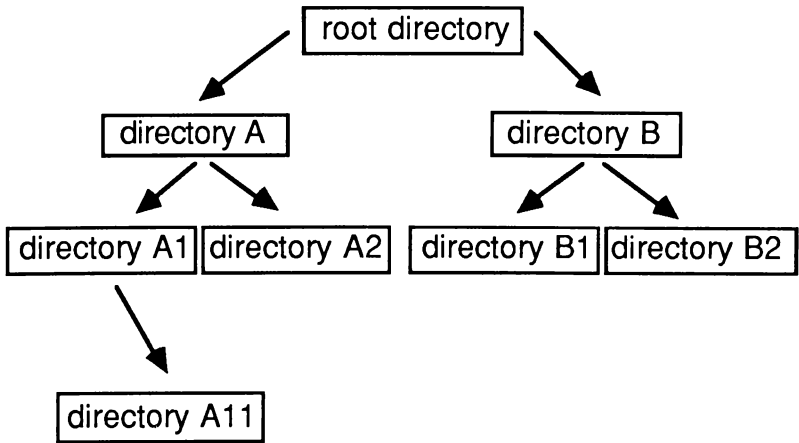 root directory
directory A
directory B
directory A1
directory A2
directory B1
directory B2
directory A11